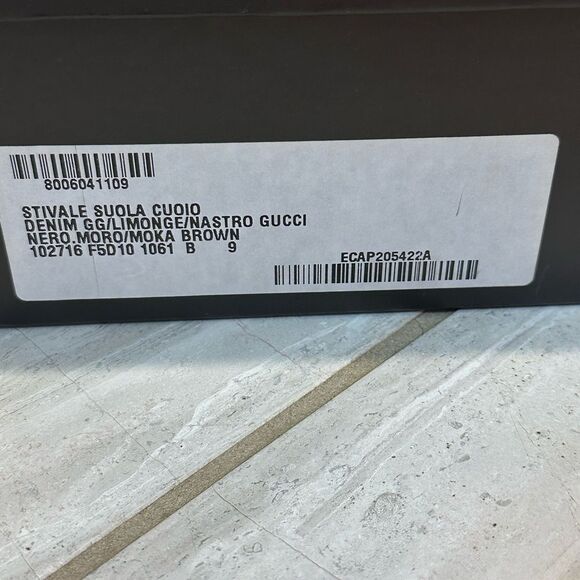 8006041109
STIVALE SUOLA CUOIO
DENIM GG/LIMONGE/NASTRO GUCCI
NERO.MORO/MOKA BROWN
102716 F5D10 1061 B 9
ECAP205422A